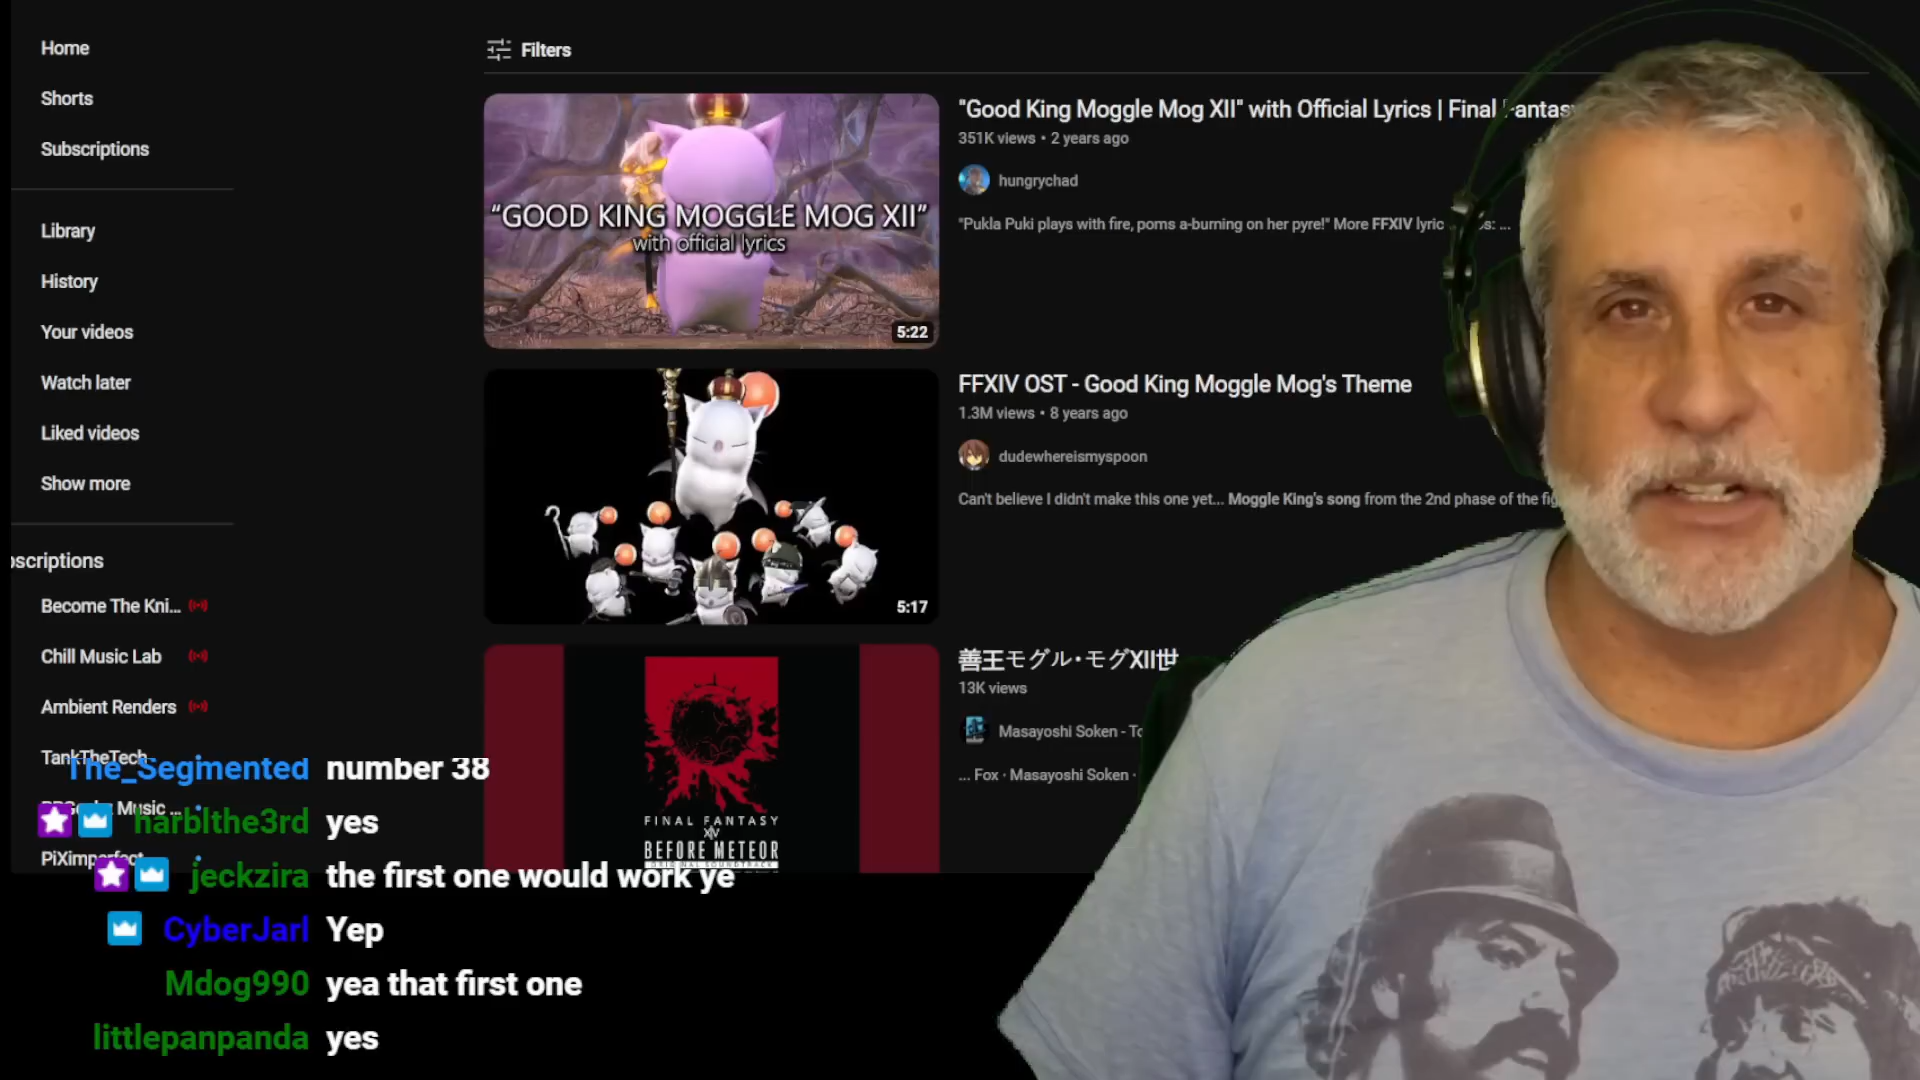 Home
Shorts
Subscriptions
Library
History
Your videos
Watch later
Liked videos
Show more
scriptions
Become The Kni...
Chill Music Lab
Ambient Renders
TankTheTech
Music ...
PiXimperfect
Filters
"GOOD KING MOGGLE MOG XII"
with official lyrics
5:22
"Good King Moggle Mog XII" with Official Lyrics | Final Fantasy
351K views • 2 years ago
hungrychad
"Pukla Puki plays with fire, poms a-burning on her pyre!" More FFXIV lyric
5:17
FFXIV OST - Good King Moggle Mog's Theme
1.3M views • 8 years ago
dudewhereismyspoon
Can't believe I didn't make this one yet... Moggle King's song from the 2nd phase of the fig
FINAL FANTASY
XIV
BEFORE METEOR
善王モグル・モグXII世
13K views
Masayoshi Soken - To
... Fox · Masayoshi Soken ·
The_Segmented number 38
harblthe3rd yes
jeckzira the first one would work ye
CyberJarl Yep
Mdog990 yea that first one
littlepanpanda yes